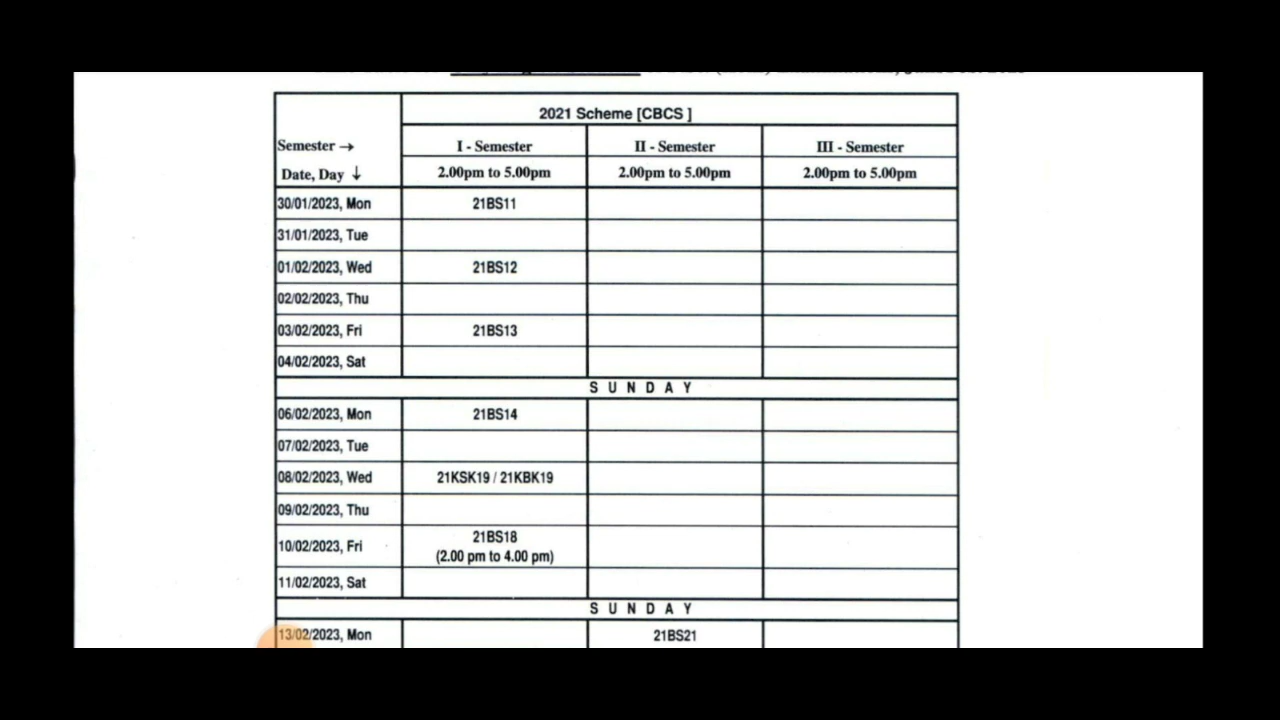 2021 Scheme [CBCS ]
Semester → I - Semester II - Semester III - Semester
Date, Day ↓ 2.00pm to 5.00pm 2.00pm to 5.00pm 2.00pm to 5.00pm
30/01/2023, Mon 21BS11
31/01/2023, Tue
01/02/2023, Wed 21BS12
02/02/2023, Thu
03/02/2023, Fri 21BS13
04/02/2023, Sat
S U N D A Y
06/02/2023, Mon 21BS14
07/02/2023, Tue
08/02/2023, Wed 21KSK19 / 21KBK19
09/02/2023, Thu
10/02/2023, Fri 21BS18
(2.00 pm to 4.00 pm)
11/02/2023, Sat
S U N D A Y
13/02/2023, Mon 21BS21